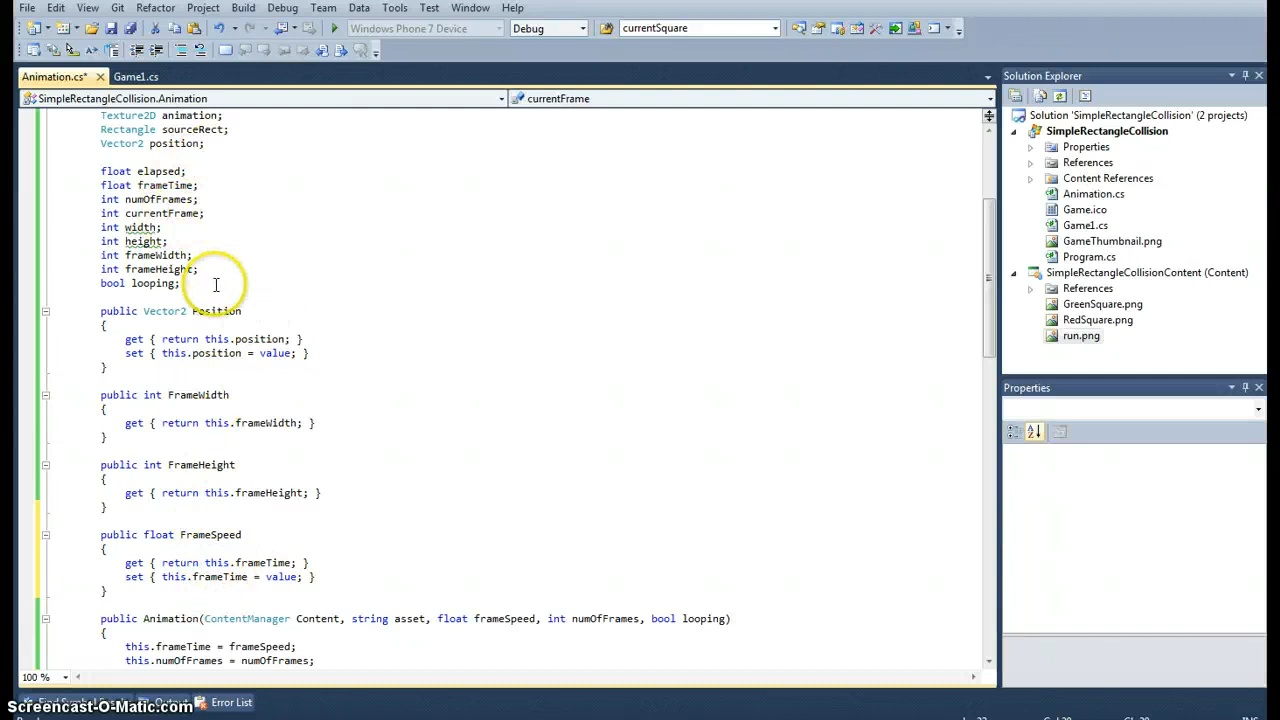 File Edit View Git Refactor Project Build Debug Team Data Tools Test Window Help
Windows Phone 7 Device Debug currentSquare
Animation.cs* Game1.cs
SimpleRectangleCollision.Animation currentFrame
Texture2D animation;
Rectangle sourceRect;
Vector2 position;
float elapsed;
float frameTime;
int numOfFrames;
int currentFrame;
int width;
int height;
int frameWidth;
int frameHeight;
bool looping;
public Vector2 Position
{
get { return this.position; }
set { this.position = value; }
}
public int FrameWidth
{
get { return this.frameWidth; }
}
public int FrameHeight
{
get { return this.frameHeight; }
}
public float FrameSpeed
{
get { return this.frameTime; }
set { this.frameTime = value; }
}
public Animation(ContentManager Content, string asset, float frameSpeed, int numOfFrames, bool looping)
{
this.frameTime = frameSpeed;
this.numOfFrames = numOfFrames;
100 %
Error List
Solution Explorer
Solution 'SimpleRectangleCollision' (2 projects)
SimpleRectangleCollision
Properties
References
Content References
Animation.cs
Game.ico
Game1.cs
GameThumbnail.png
Program.cs
SimpleRectangleCollisionContent (Content)
References
GreenSquare.png
RedSquare.png
run.png
Properties
Screencast-O-Matic.com